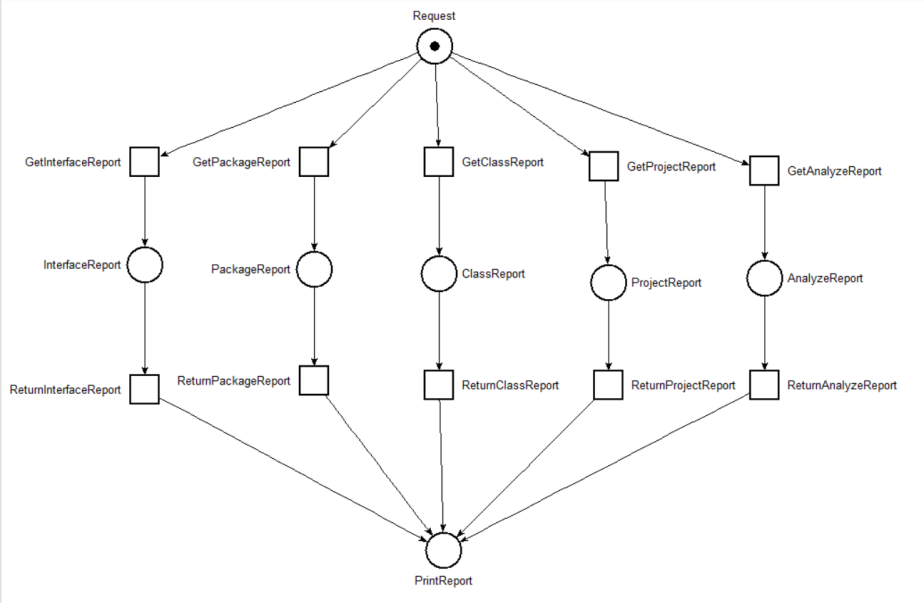 Request
GetInterfaceReport
GetPackageReport
GetClassReport
GetProjectReport
GetAnalyzeReport
InterfaceReport
PackageReport
ClassReport
ProjectReport
AnalyzeReport
ReturnInterfaceReport
ReturnPackageReport
ReturnClassReport
ReturnProjectReport
ReturnAnalyzeReport
PrintReport